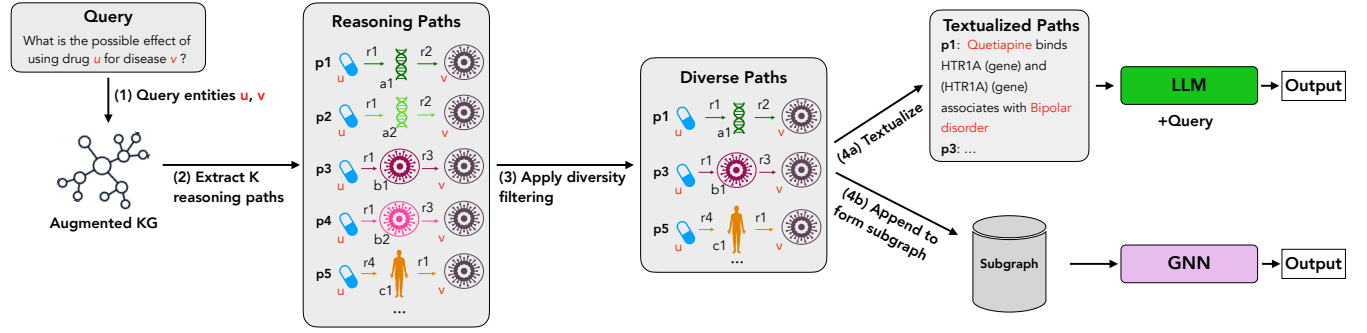 Query
What is the possible effect of
using drug u for disease v ?
(1) Query entities u, v
Augmented KG
(2) Extract K
reasoning paths
Reasoning Paths
p1 u r1 a1 r2 v
p2 u r1 a2 r2 v
p3 u r1 b1 r3 v
p4 u r1 b2 r3 v
p5 u r4 c1 r1 v
...
(3) Apply diversity
filtering
Diverse Paths
p1 u r1 a1 r2 v
p3 u r1 b1 r3 v
p5 u r4 c1 r1 v
...
(4a) Textualize
(4b) Append to
form subgraph
Textualized Paths
p1: Quetiapine binds
HTR1A (gene) and
(HTR1A) (gene)
associates with Bipolar
disorder
p3: ...
LLM
+Query
Output
Subgraph
GNN
Output